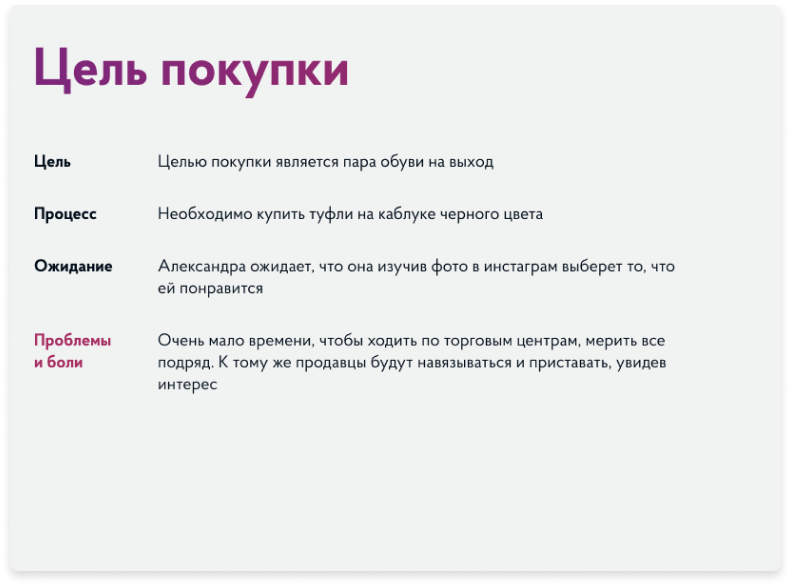 Цель покупки
Цель
Целью покупки является пара обуви на выход
Процесс
Необходимо купить туфли на каблуке черного цвета
Ожидание
Александра ожидает, что она изучив фото в инстаграм выберет то, что
ей понравится
Проблемы
и боли
Очень мало времени, чтобы ходить по торговым центрам, мерить все
подряд. К тому же продавцы будут навязываться и приставать, увидев
интерес